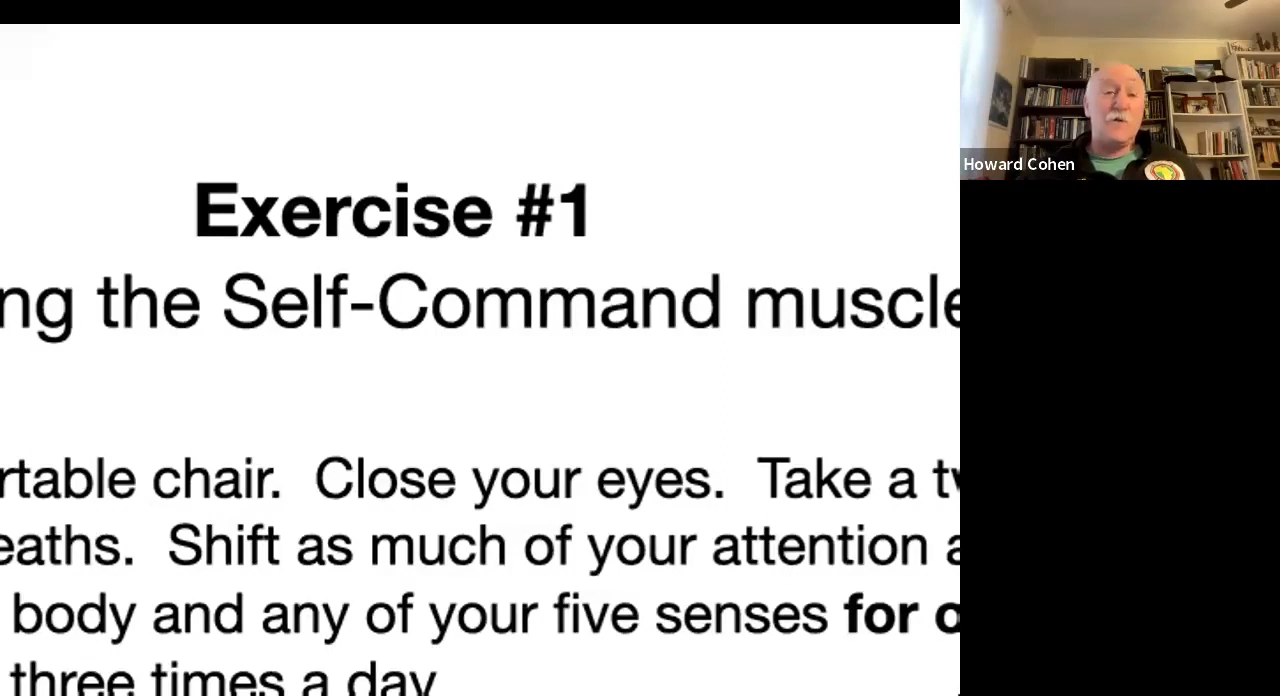 Exercise #1
ng the Self-Command muscle
rtable chair. Close your eyes. Take a tw
eaths. Shift as much of your attention a
body and any of your five senses for o
three times a day
Howard Cohen